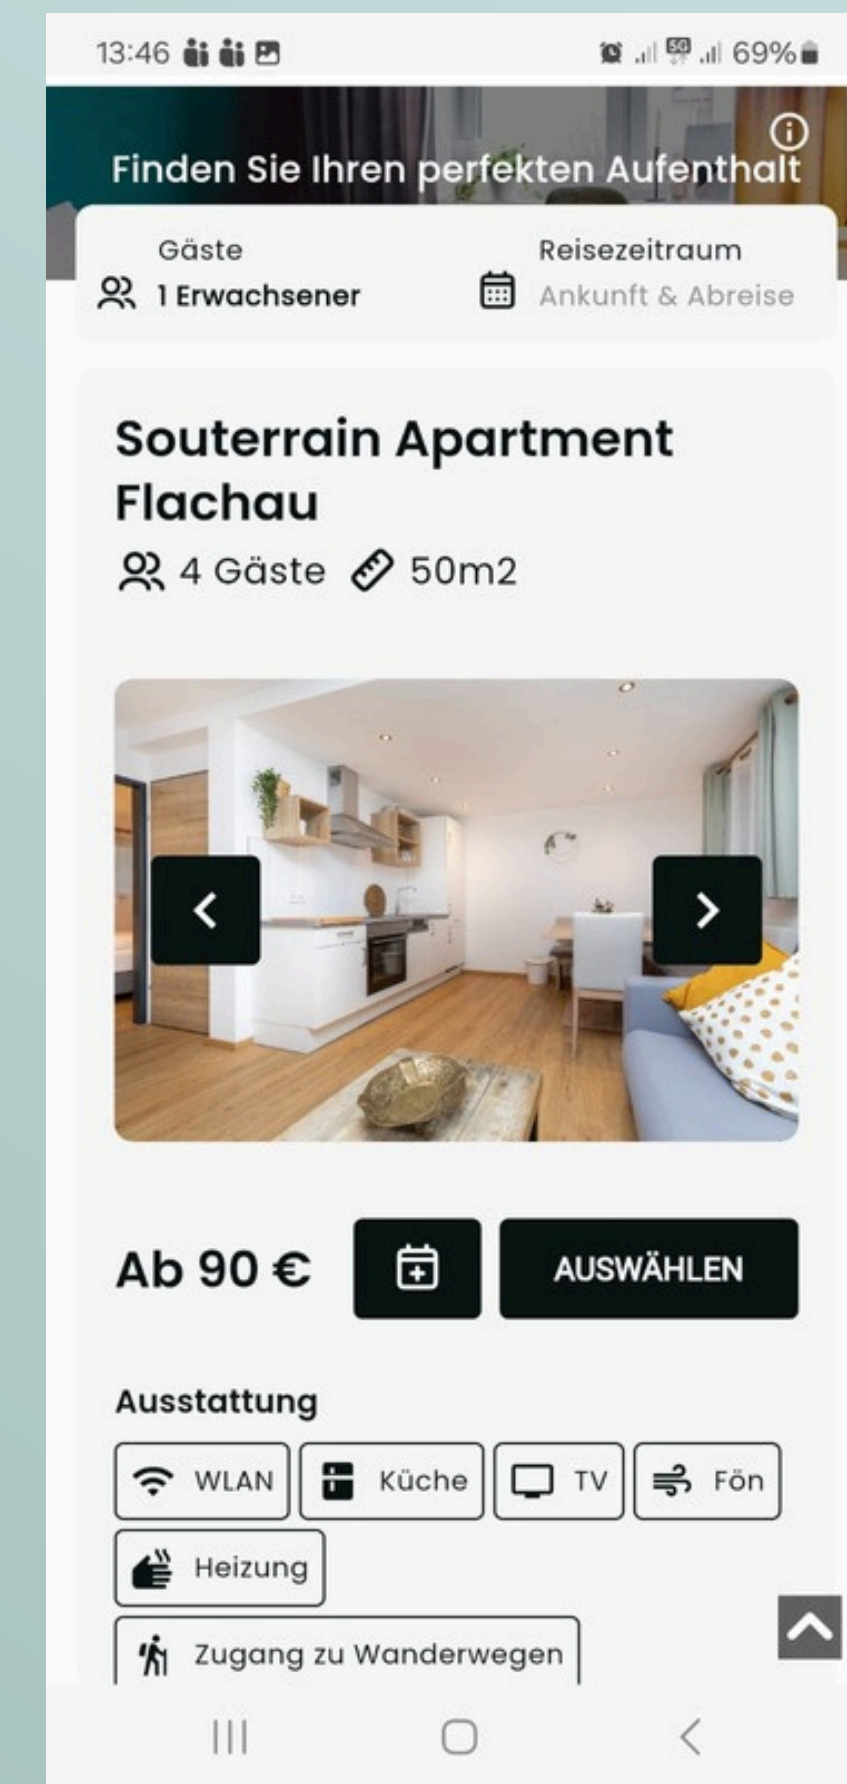 13:46
5G
69%
Finden Sie Ihren perfekten Aufenthalt
Gäste
1 Erwachsener
Reisezeitraum
Ankunft & Abreise
Souterrain Apartment
Flachau
4 Gäste 50m2
Ab 90 €
AUSWÄHLEN
Ausstattung
WLAN
Küche
TV
Fön
Heizung
Zugang zu Wanderwegen